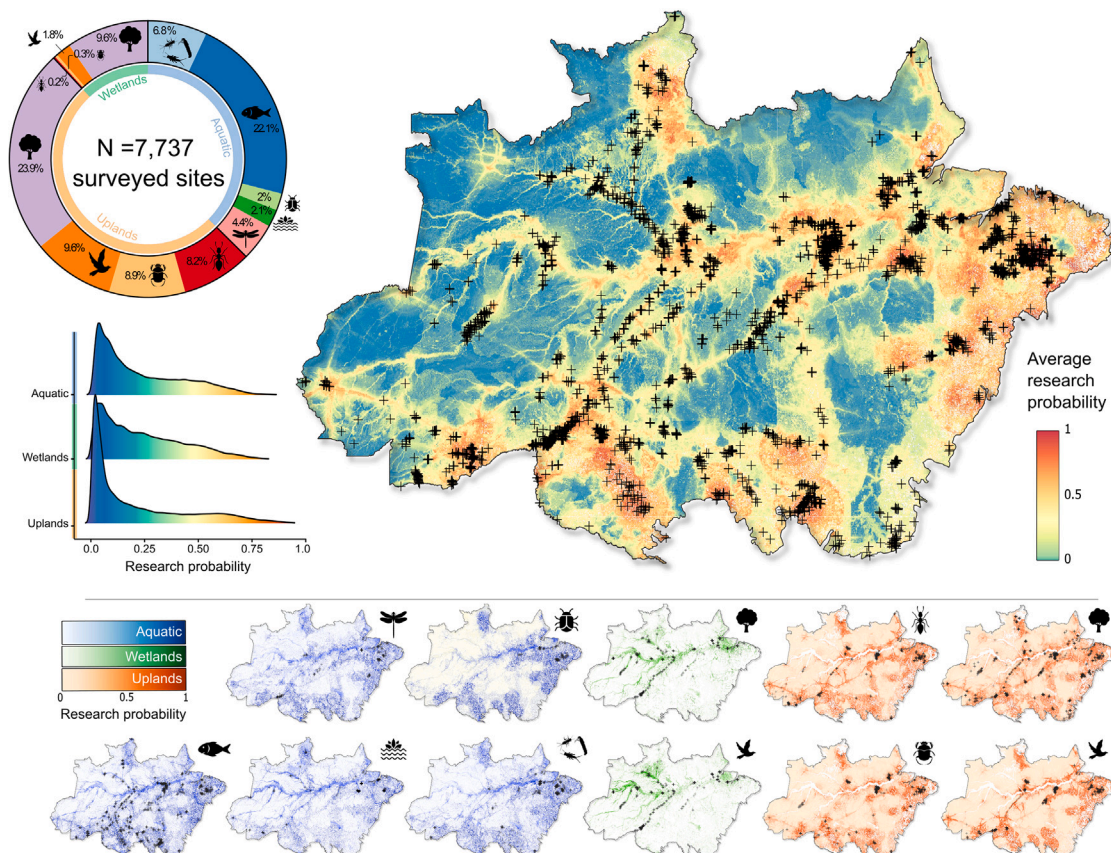 1.8%
9.6%
6.8%
0.3%
0.2%
Wetlands
Aquatic
22.1%
N =7,737
surveyed sites
23.9%
2%
2.1%
4.4%
Uplands
9.6%
8.9%
8.2%
Aquatic
Wetlands
Uplands
0.0
0.25
0.50
0.75
1.0
Research probability
Average
research
probability
1
0.5
0
Aquatic
Wetlands
Uplands
0
0.5
1
Research probability